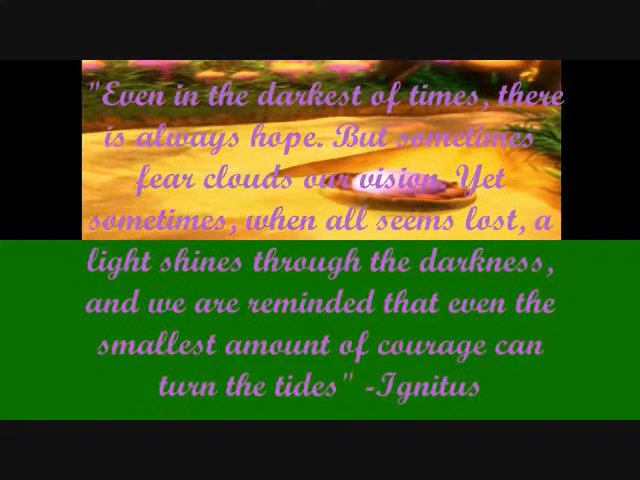 "Even in the darkest of times, there
is always hope. But sometimes
fear clouds our vision. Yet
sometimes, when all seems lost, a
light shines through the darkness,
and we are reminded that even the
smallest amount of courage can
turn the tides" -Ignitus